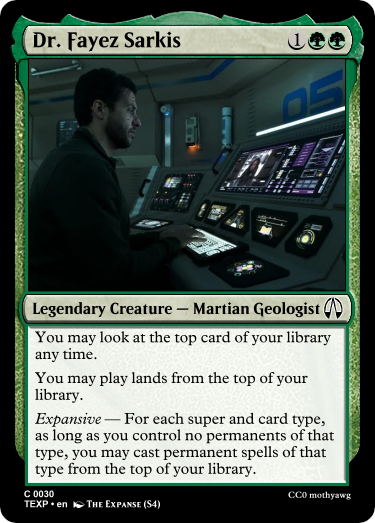 Dr. Fayez Sarkis 1
05
Legendary Creature — Martian Geologist
You may look at the top card of your library
any time.
You may play lands from the top of your
library.
Expansive — For each super and card type,
as long as you control no permanents of that
type, you may cast permanent spells of that
type from the top of your library.
C 0030
TEXP • en THE EXPANSE (S4)
CC0 mothyawg